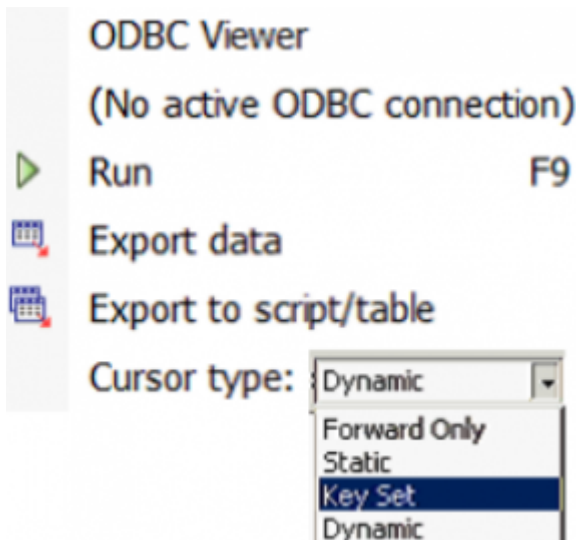 ODBC Viewer
(No active ODBC connection)
Run F9
Export data
Export to script/table
Cursor type: Dynamic
Forward Only
Static
Key Set
Dynamic